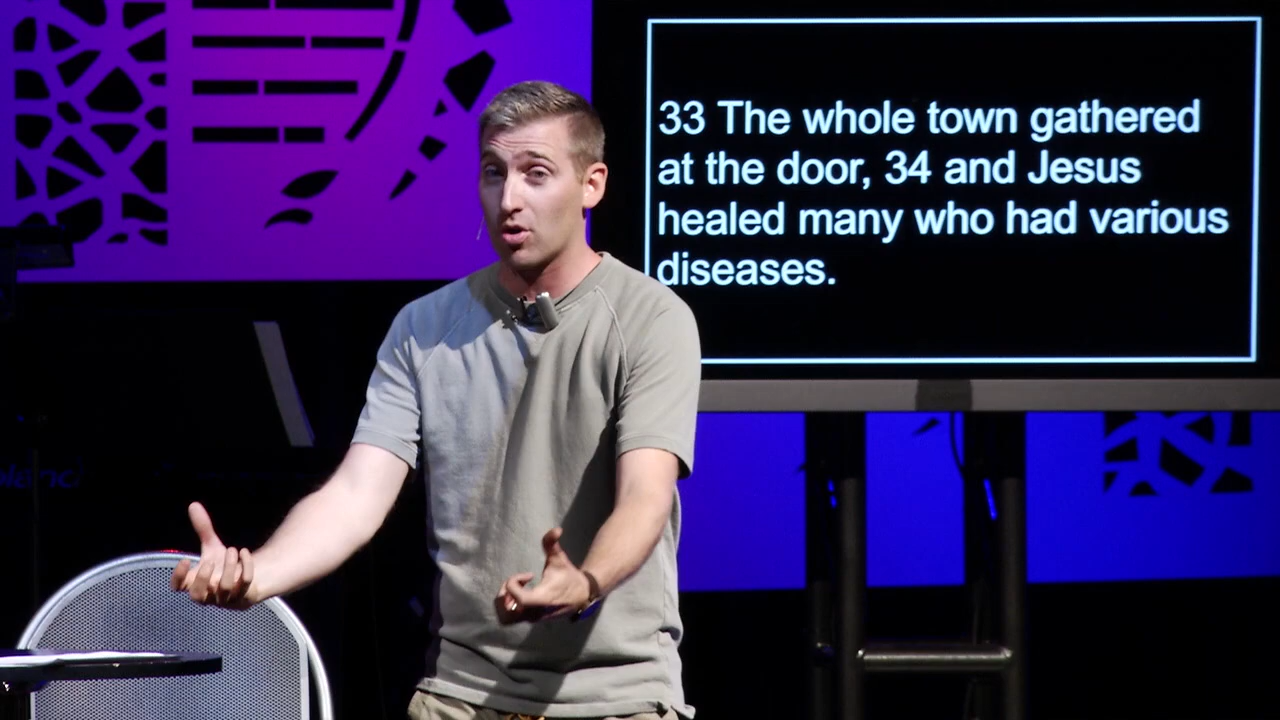 33 The whole town gathered
at the door, 34 and Jesus
healed many who had various
diseases.